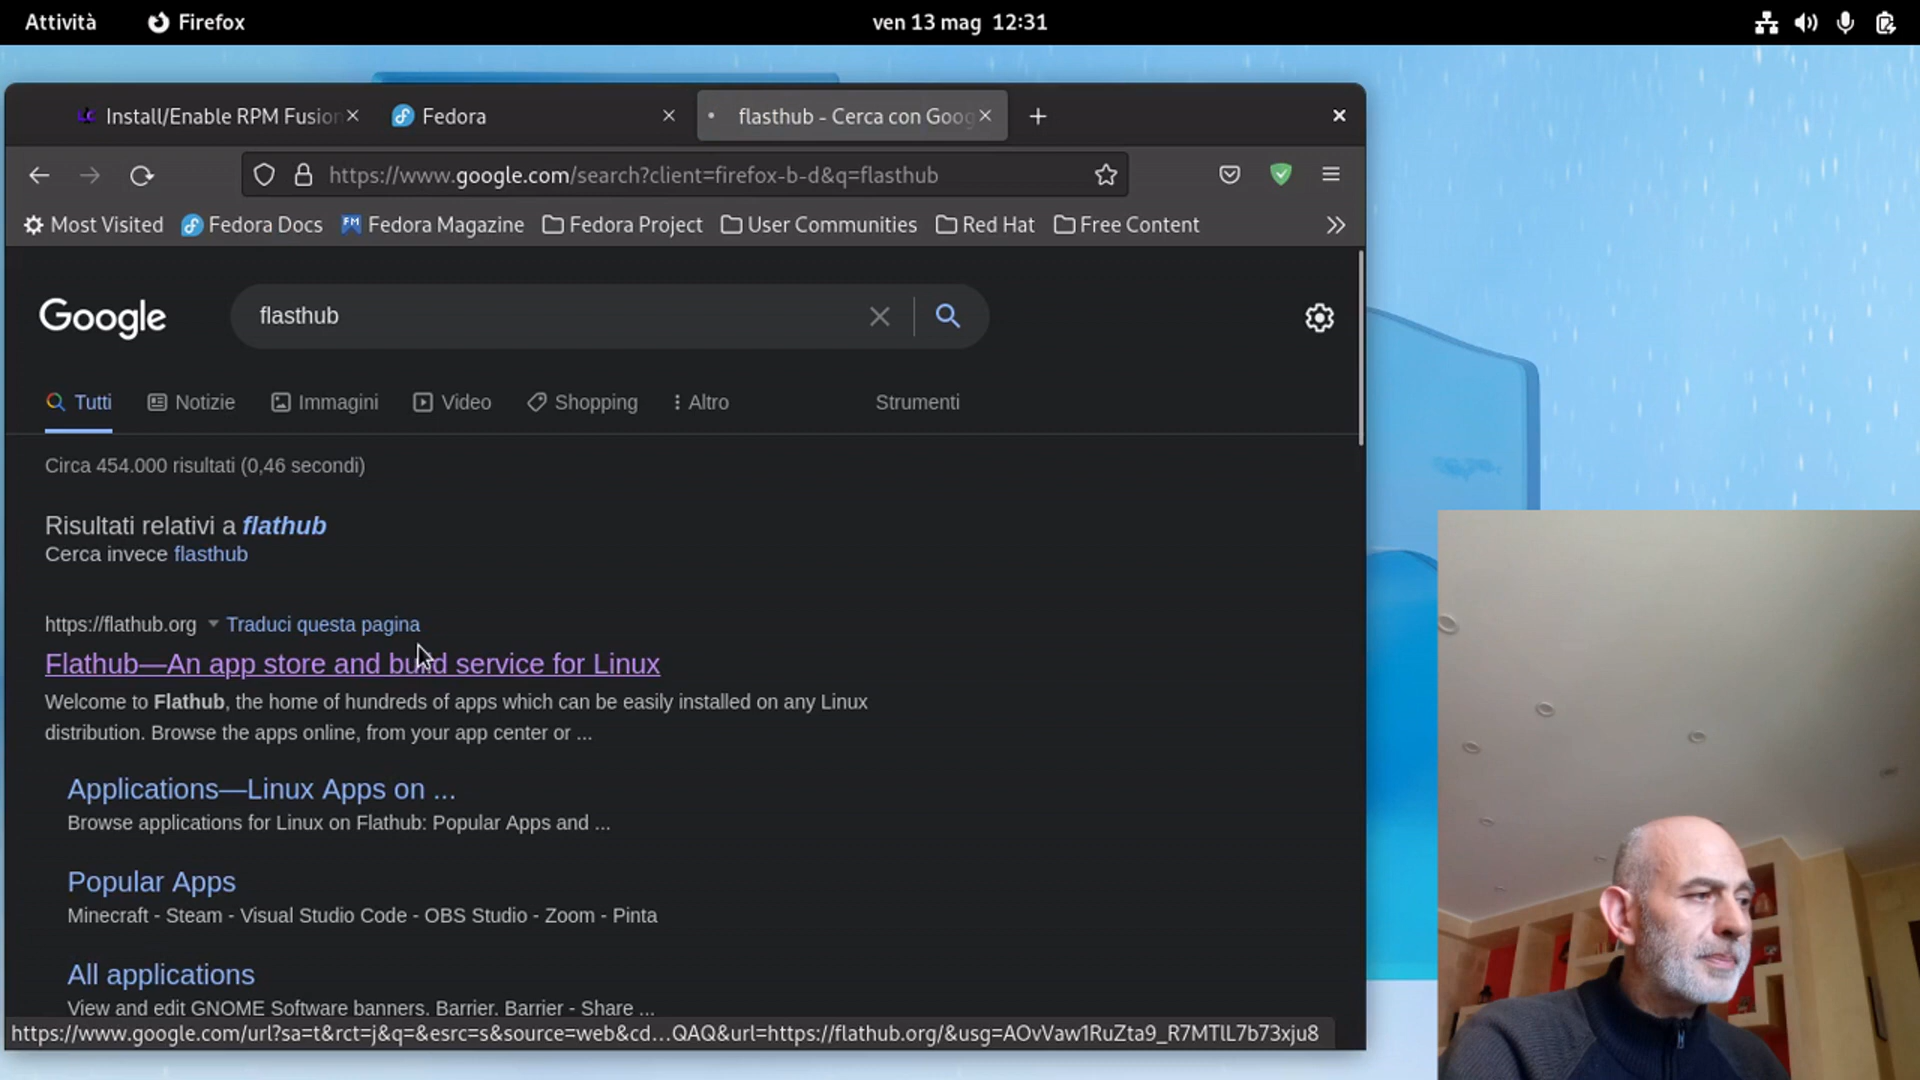 Attività Firefox ven 13 mag 12:31
Install/Enable RPM Fusion Fedora flasthub - Cerca con Goog
https://www.google.com/search?client=firefox-b-d&q=flasthub
Most Visited Fedora Docs Fedora Magazine Fedora Project User Communities Red Hat Free Content
Google flasthub
Tutti Notizie Immagini Video Shopping Altro Strumenti
Circa 454.000 risultati (0,46 secondi)
Risultati relativi a flathub
Cerca invece flasthub
https://flathub.org Traduci questa pagina
Flathub—An app store and build service for Linux
Welcome to Flathub, the home of hundreds of apps which can be easily installed on any Linux
distribution. Browse the apps online, from your app center or ...
Applications—Linux Apps on ...
Browse applications for Linux on Flathub: Popular Apps and ...
Popular Apps
Minecraft - Steam - Visual Studio Code - OBS Studio - Zoom - Pinta
All applications
View and edit GNOME Software banners. Barrier. Barrier - Share ...
https://www.google.com/url?sa=t&rct=j&q=&esrc=s&source=web&cd...QAQ&url=https://flathub.org/&usg=AOvVaw1RuZta9_R7MTlL7b73xju8